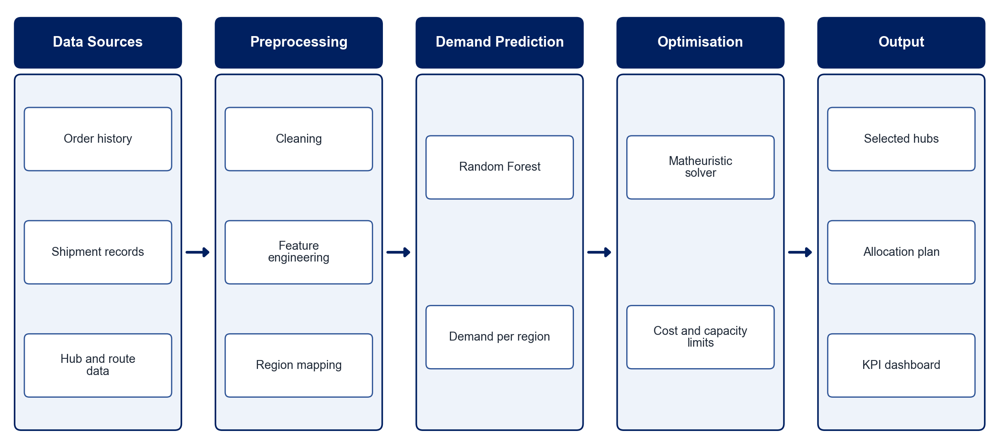 Data Sources
Order history
Shipment records
Hub and route
data
Preprocessing
Cleaning
Feature
engineering
Region mapping
Demand Prediction
Random Forest
Demand per region
Optimisation
Matheuristic
solver
Cost and capacity
limits
Output
Selected hubs
Allocation plan
KPI dashboard